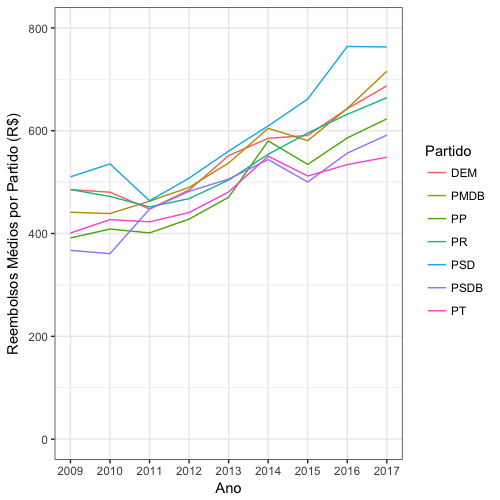 800
600
400
200
0
Reembolsos Médios por Partido (R$)
2009 2010 2011 2012 2013 2014 2015 2016 2017
Ano
Partido
DEM
PMDB
PP
PR
PSD
PSDB
PT